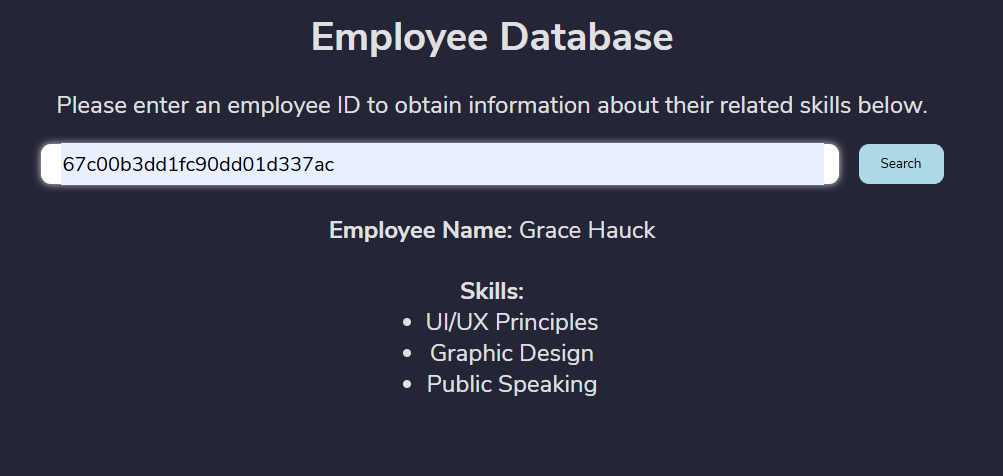 Employee Database
Please enter an employee ID to obtain information about their related skills below.
67c00b3dd1fc90dd01d337ac
Search
Employee Name: Grace Hauck
Skills:
• UI/UX Principles
• Graphic Design
• Public Speaking